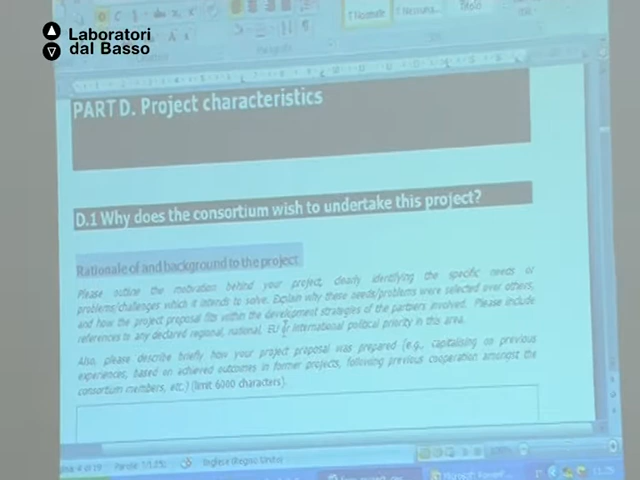 Laboratori
dal Basso
Titolo
PART D. Project characteristics
D.1 Why does the consortium wish to undertake this project?
Rationale of and background to the project
Please outline the motivation behind your project, clearly identifying the specific needs or
problems/challenges which it intends to solve. Explain why these needs/problems were selected over others,
and how the project proposal fits within the development strategies of the partners involved. Please include
references to any declared regional, national, EU or international political priority in this area.
Also, please describe briefly how your project proposal was prepared (e.g., capitalising on previous
experiences, based on achieved outcomes in former projects, following previous cooperation amongst the
consortium members, etc.) (limit 6000 characters).
Inglese (Regno Unito)